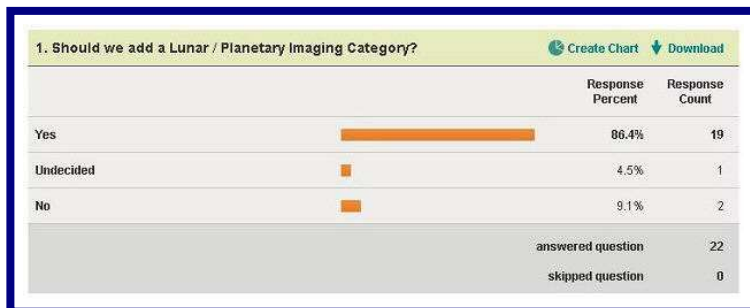 1. Should we add a Lunar / Planetary Imaging Category? Create Chart Download
Response Percent Response Count
Yes 86.4% 19
Undecided 4.5% 1
No 9.1% 2
answered question 22
skipped question 0